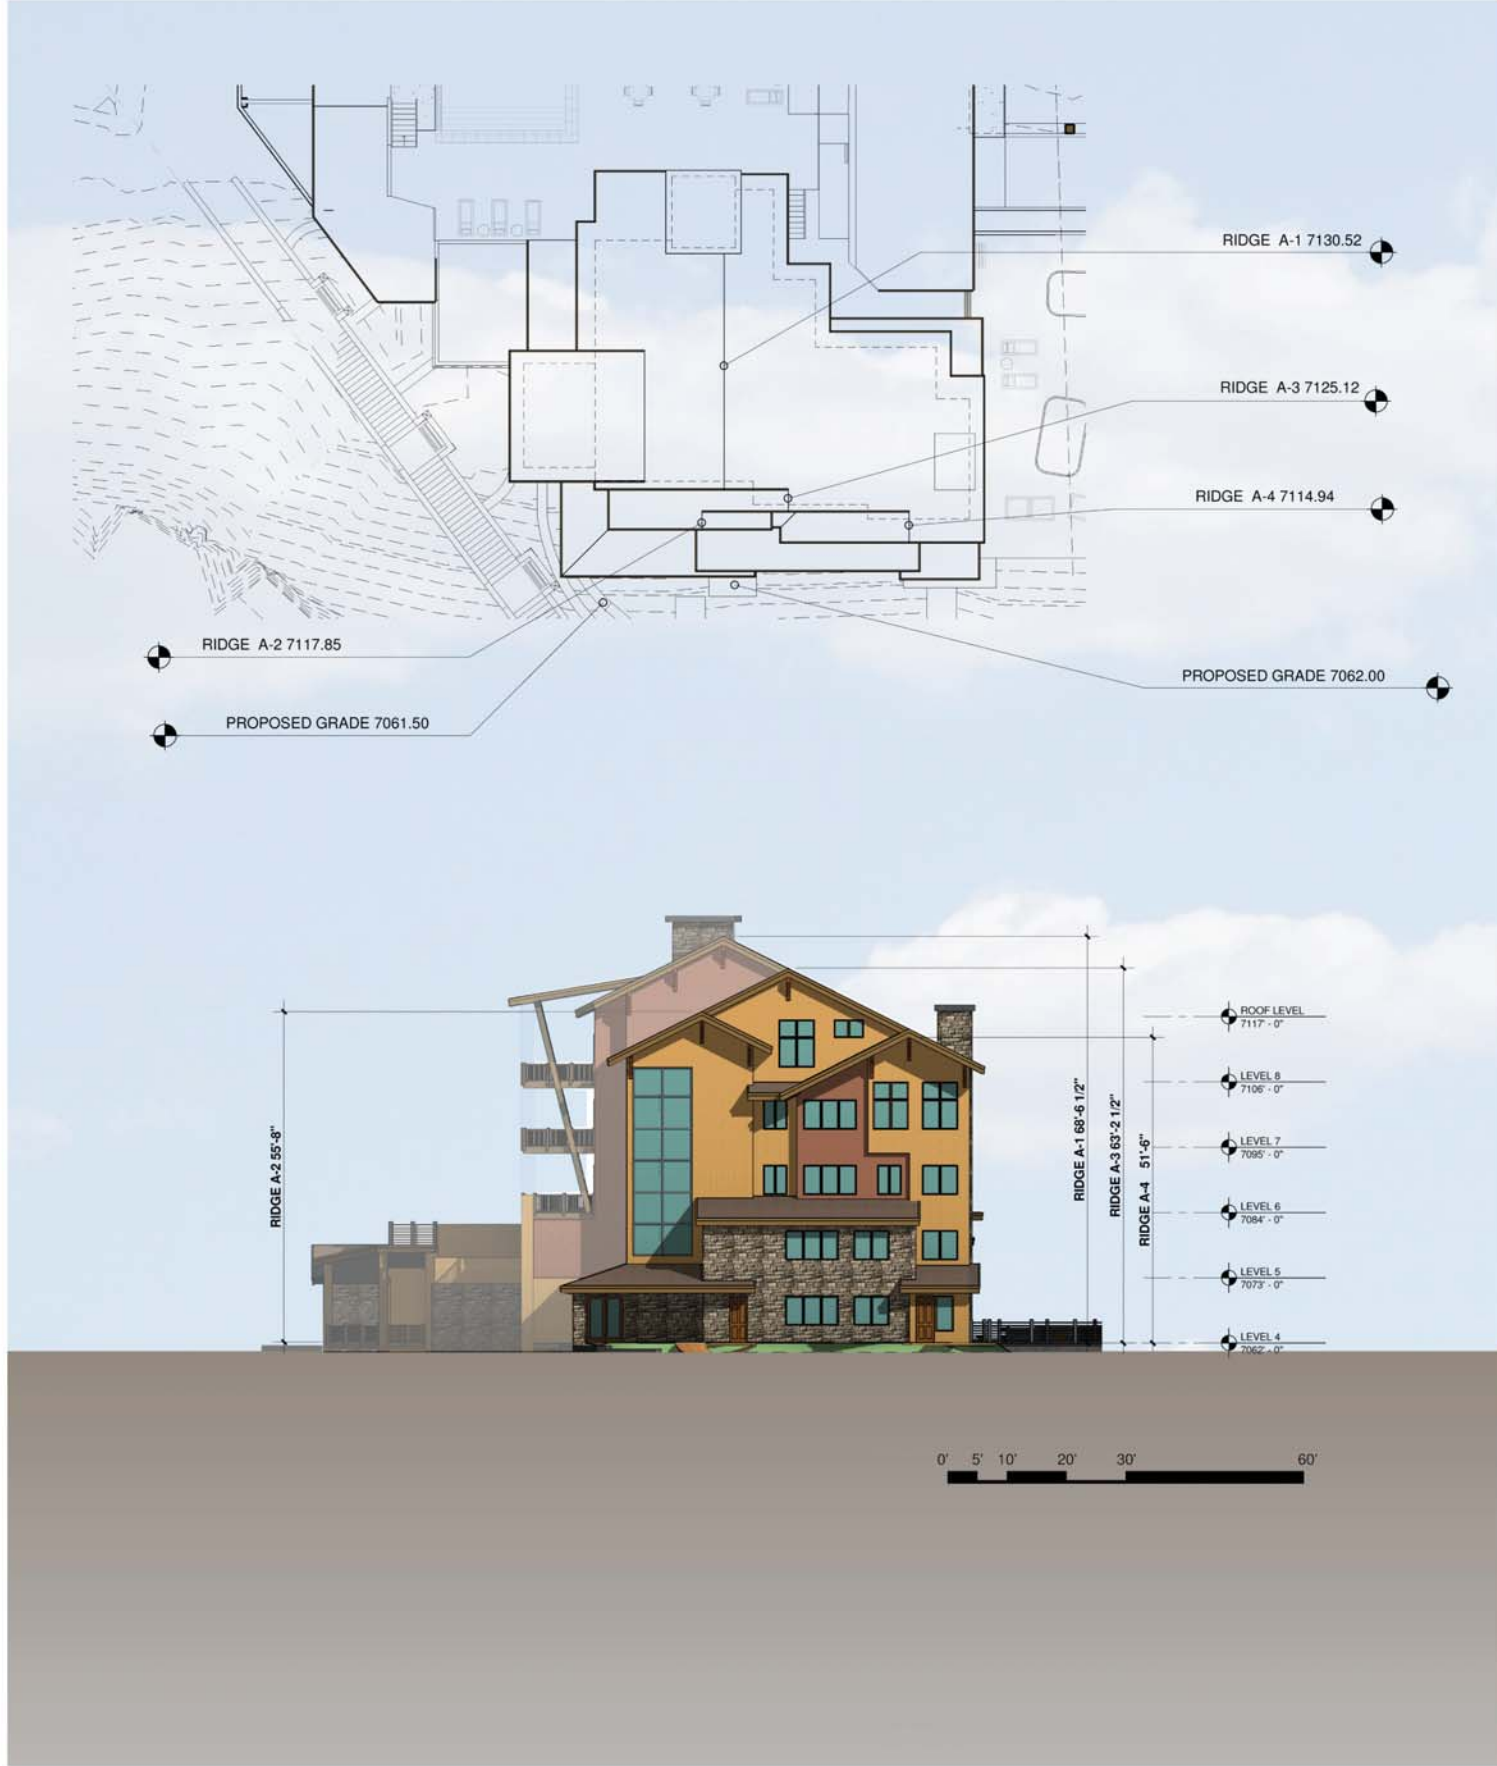 RIDGE A-1 7130.52
RIDGE A-3 7125.12
RIDGE A-4 7114.94
RIDGE A-2 7117.85
PROPOSED GRADE 7062.00
PROPOSED GRADE 7061.50
RIDGE A-2 55'-8"
RIDGE A-1 68'-6 1/2"
RIDGE A-3 63'-2 1/2"
RIDGE A-4 51'-6"
ROOF LEVEL
7117' - 0"
LEVEL 8
7106' - 0"
LEVEL 7
7095' - 0"
LEVEL 6
7084' - 0"
LEVEL 5
7073' - 0"
LEVEL 4
7062' - 0"
0' 5' 10' 20' 30' 60'